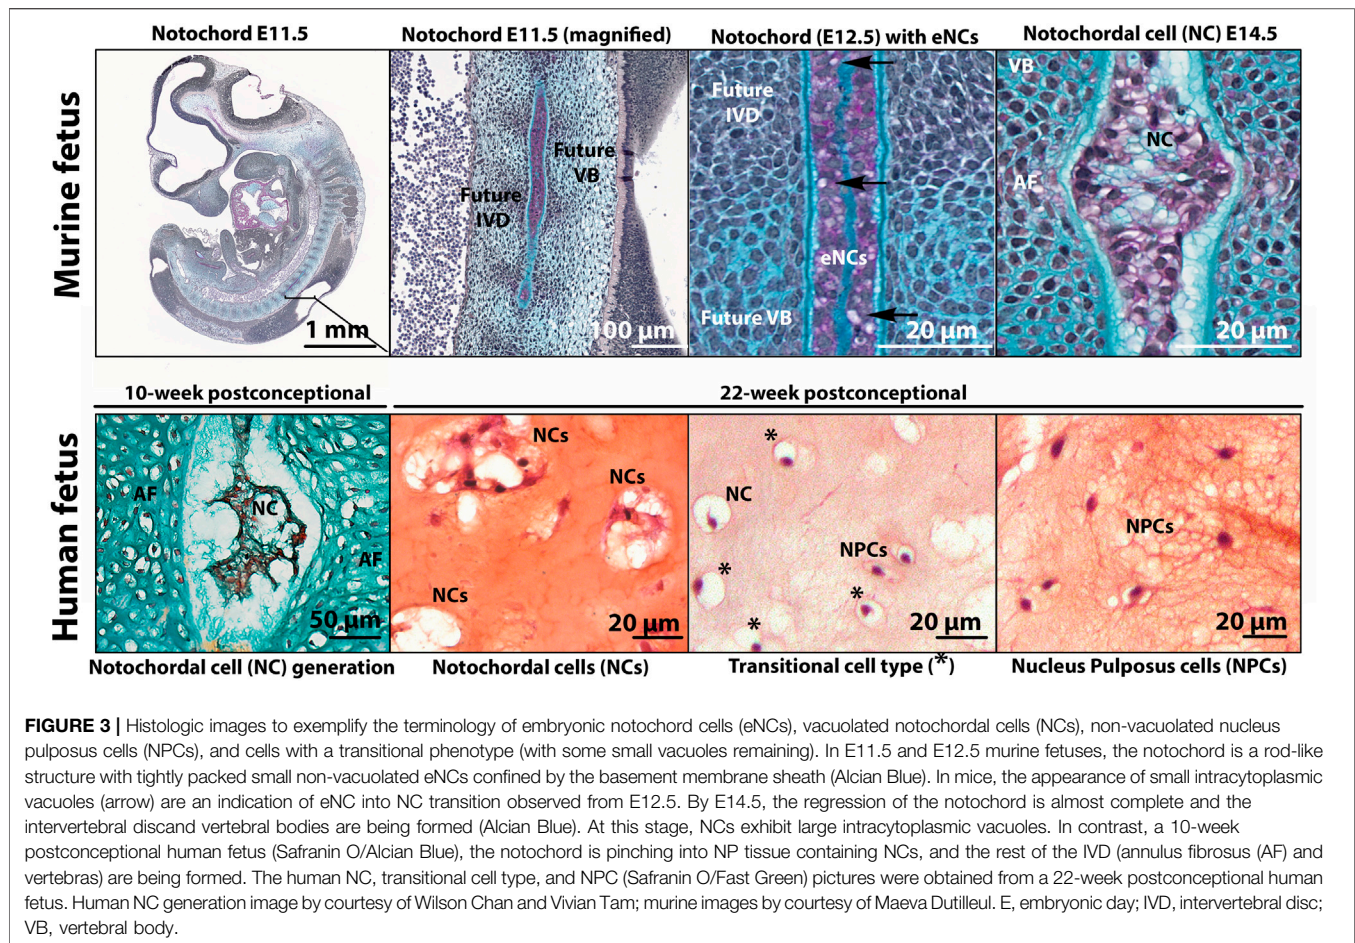 Notochord E11.5
Notochord E11.5 (magnified)
Notochord (E12.5) with eNCs
Notochordal cell (NC) E14.5
Murine fetus
1 mm
Future
VB
Future
IVD
100 µm
Future
IVD
eNCs
Future VB
20 µm
VB
NC
AF
20 µm
10-week postconceptional
22-week postconceptional
Human fetus
AF
NC
AF
50 µm
NCs
NCs
NCs
20 µm
*
NC
NPCs
*
*
*
20 µm
NPCs
20 µm
Notochordal cell (NC) generation
Notochordal cells (NCs)
Transitional cell type (*)
Nucleus Pulposus cells (NPCs)
FIGURE 3 | Histologic images to exemplify the terminology of embryonic notochord cells (eNCs), vacuolated notochordal cells (NCs), non-vacuolated nucleus
pulposus cells (NPCs), and cells with a transitional phenotype (with some small vacuoles remaining). In E11.5 and E12.5 murine fetuses, the notochord is a rod-like
structure with tightly packed small non-vacuolated eNCs confined by the basement membrane sheath (Alcian Blue). In mice, the appearance of small intracytoplasmic
vacuoles (arrow) are an indication of eNC into NC transition observed from E12.5. By E14.5, the regression of the notochord is almost complete and the
intervertebral discand vertebral bodies are being formed (Alcian Blue). At this stage, NCs exhibit large intracytoplasmic vacuoles. In contrast, a 10-week
postconceptional human fetus (Safranin O/Alcian Blue), the notochord is pinching into NP tissue containing NCs, and the rest of the IVD (annulus fibrosus (AF) and
vertebras) are being formed. The human NC, transitional cell type, and NPC (Safranin O/Fast Green) pictures were obtained from a 22-week postconceptional human
fetus. Human NC generation image by courtesy of Wilson Chan and Vivian Tam; murine images by courtesy of Maeva Dutilleul. E, embryonic day; IVD, intervertebral disc;
VB, vertebral body.